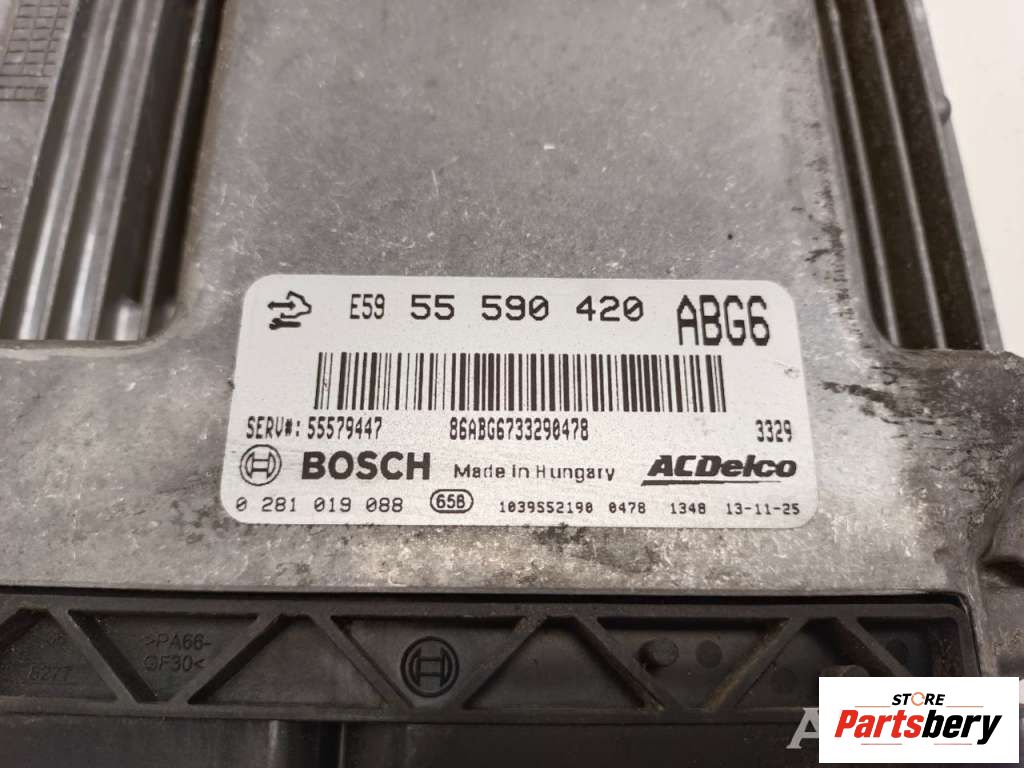 E59 55 590 420 ABG6
SERV#: 55579447 86ABG6733290478 3329
BOSCH Made in Hungary ACDelco
0 281 019 088 65B 1039S52190 0478 1348 13-11-25
>PA66-
GF30<
STORE
Partsbery